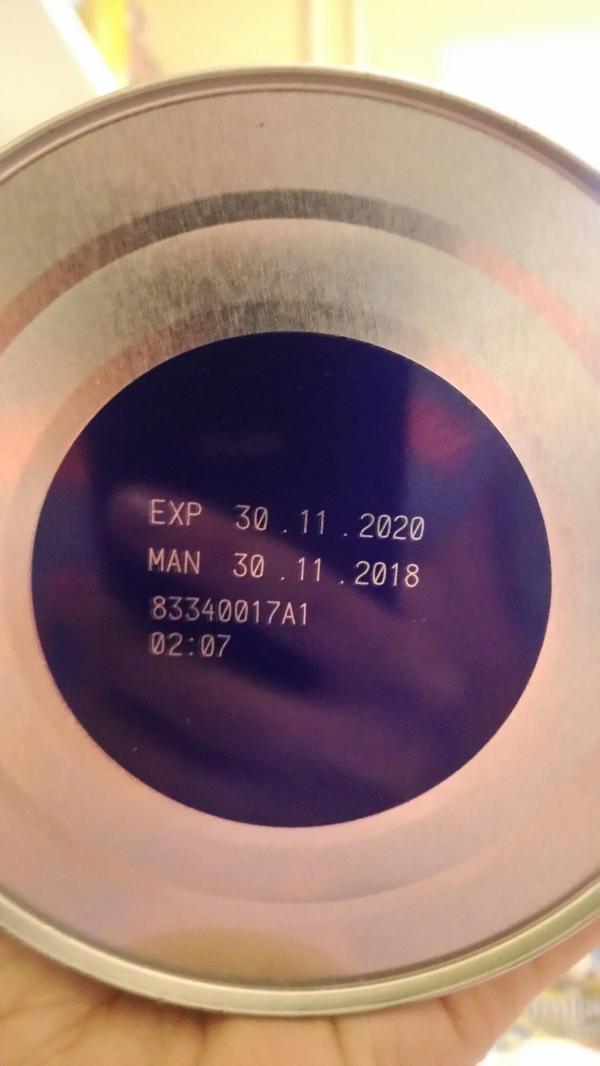 EXP 30 .11 .2020
MAN 30 .11 .2018
83340017A1
02:07